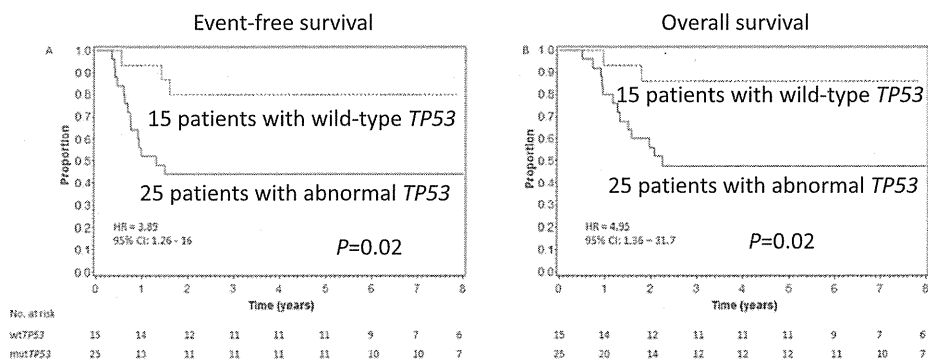 Event-free survival
Overall survival
A
B
1.0
0.9
0.8
0.7
0.6
0.5
0.4
0.3
0.2
0.1
0.0
Proportion
15 patients with wild-type TP53
25 patients with abnormal TP53
HR = 3.89
95% CI: 1.26 - 16
P=0.02
0 1 2 3 4 5 6 7 8
Time (years)
1.0
0.9
0.8
0.7
0.6
0.5
0.4
0.3
0.2
0.1
0.0
Proportion
15 patients with wild-type TP53
25 patients with abnormal TP53
HR = 4.95
95% CI: 1.36 – 31.7
P=0.02
0 1 2 3 4 5 6 7 8
Time (years)
No. at risk
wtTP53 15 14 12 11 11 11 9 7 6
mutTP53 25 13 11 11 11 11 10 10 7
15 14 12 11 11 11 9 7 6
25 20 14 12 12 12 11 10 7